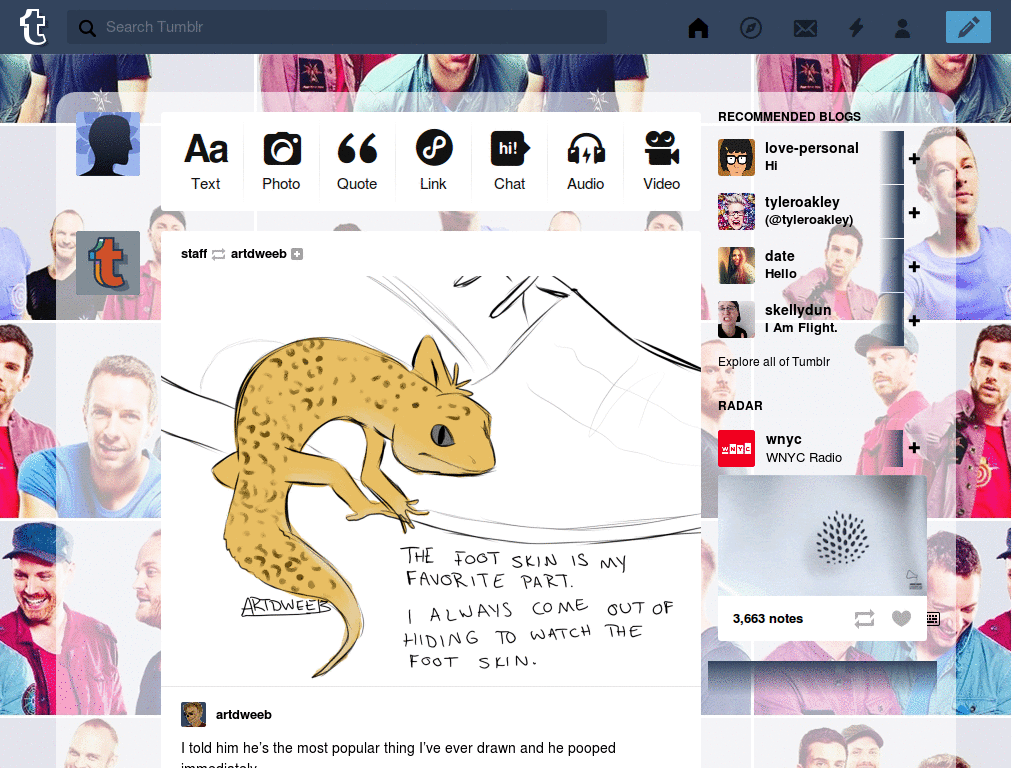 Search Tumblr
Aa
hi!
Text
Photo
Quote
Link
Chat
Audio
Video
staff artdweeb
THE FOOT SKIN IS MY
FAVORITE PART.
I ALWAYS COME OUT OF
HIDING TO WATCH THE
FOOT SKIN.
ARTDWEEB
artdweeb
I told him he's the most popular thing I've ever drawn and he pooped
immediately
RECOMMENDED BLOGS
love-personal
Hi
tyleroakley
(@tyleroakley)
date
Hello
skellydun
I Am Flight.
Explore all of Tumblr
RADAR
WNYC
wnyc
WNYC Radio
3,663 notes